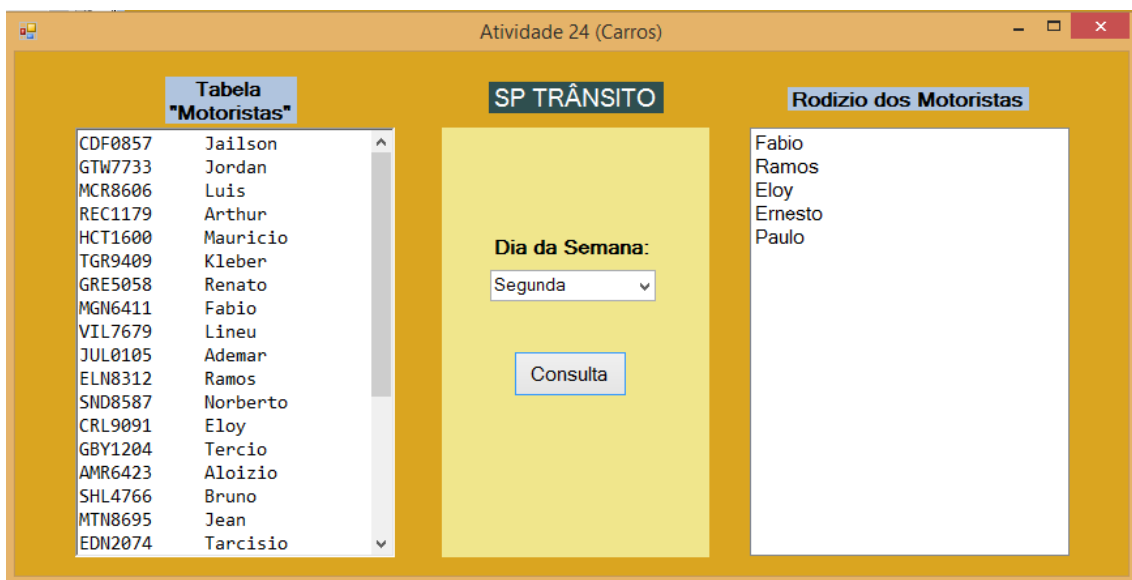 Atividade 24 (Carros)
Tabela
"Motoristas"
CDF0857 Jailson
GTW7733 Jordan
MCR8606 Luis
REC1179 Arthur
HCT1600 Mauricio
TGR9409 Kleber
GRE5058 Renato
MGN6411 Fabio
VIL7679 Lineu
JUL0105 Ademar
ELN8312 Ramos
SND8587 Norberto
CRL9091 Eloy
GBY1204 Tercio
AMR6423 Aloizio
SHL4766 Bruno
MTN8695 Jean
EDN2074 Tarcisio
SP TRÂNSITO
Dia da Semana:
Segunda
Consulta
Rodizio dos Motoristas
Fabio
Ramos
Eloy
Ernesto
Paulo